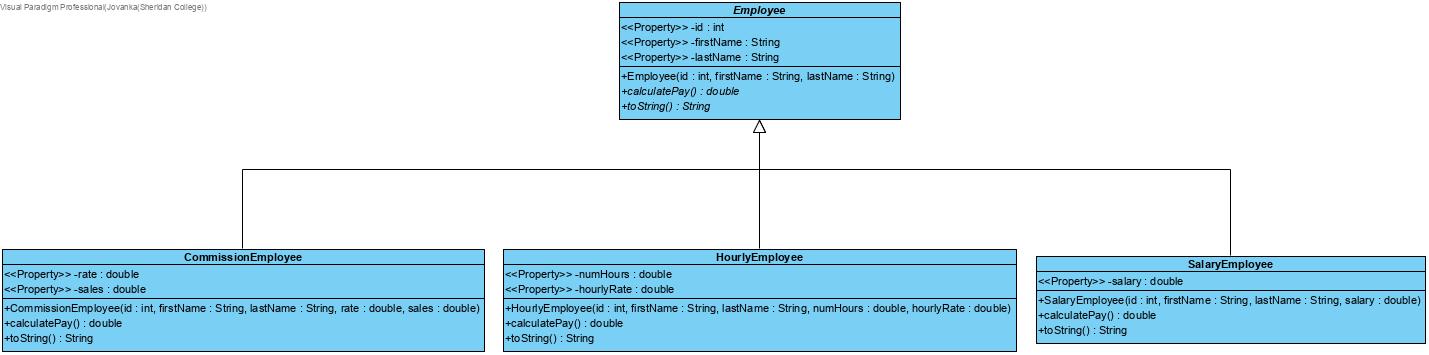 Visual Paradigm Professional(Jovanka(Sheridan College))
Employee
<<Property>> -id : int
<<Property>> -firstName : String
<<Property>> -lastName : String
+Employee(id : int, firstName : String, lastName : String)
+calculatePay() : double
+toString() : String
CommissionEmployee
<<Property>> -rate : double
<<Property>> -sales : double
+CommissionEmployee(id : int, firstName : String, lastName : String, rate : double, sales : double)
+calculatePay() : double
+toString() : String
HourlyEmployee
<<Property>> -numHours : double
<<Property>> -hourlyRate : double
+HourlyEmployee(id : int, firstName : String, lastName : String, numHours : double, hourlyRate : double)
+calculatePay() : double
+toString() : String
SalaryEmployee
<<Property>> -salary : double
+SalaryEmployee(id : int, firstName : String, lastName : String, salary : double)
+calculatePay() : double
+toString() : String